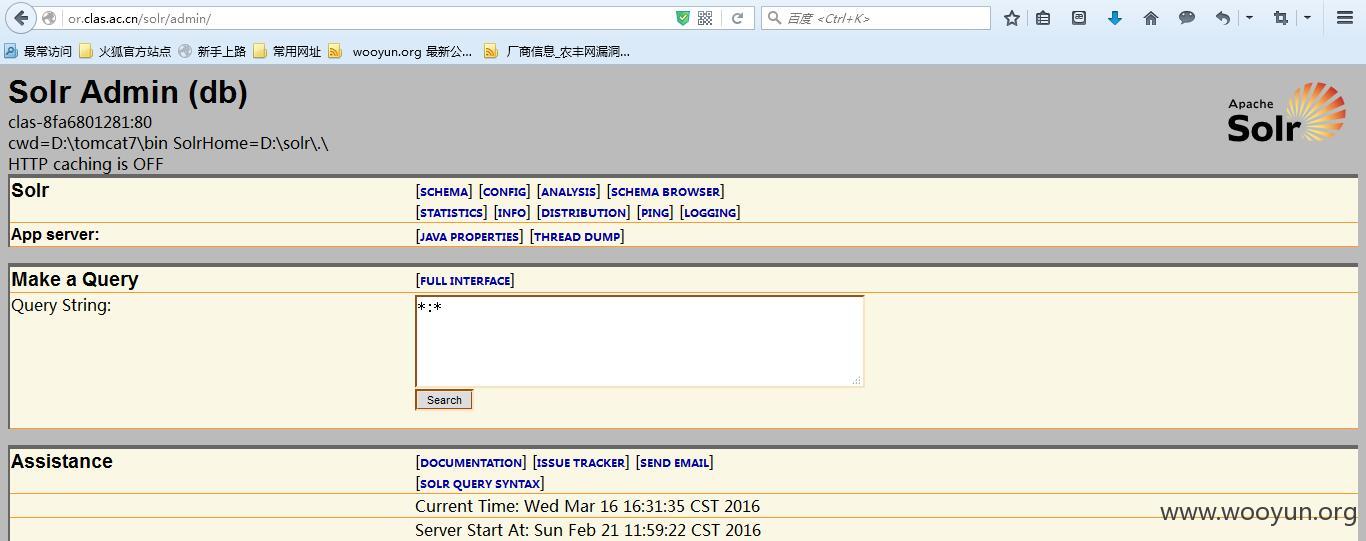 or.clas.ac.cn/solr/admin/
百度 <Ctrl+K>
最常访问 火狐官方站点 新手上路 常用网址 wooyun.org 最新公... 厂商信息_农丰网漏洞...
Solr Admin (db)
clas-8fa6801281:80
cwd=D:\tomcat7\bin SolrHome=D:\solr\.\
HTTP caching is OFF
Apache
Solr
Solr [SCHEMA] [CONFIG] [ANALYSIS] [SCHEMA BROWSER]
[STATISTICS] [INFO] [DISTRIBUTION] [PING] [LOGGING]
App server: [JAVA PROPERTIES] [THREAD DUMP]
Make a Query [FULL INTERFACE]
Query String: *:*
Search
Assistance [DOCUMENTATION] [ISSUE TRACKER] [SEND EMAIL]
[SOLR QUERY SYNTAX]
Current Time: Wed Mar 16 16:31:35 CST 2016
Server Start At: Sun Feb 21 11:59:22 CST 2016
www.wooyun.org